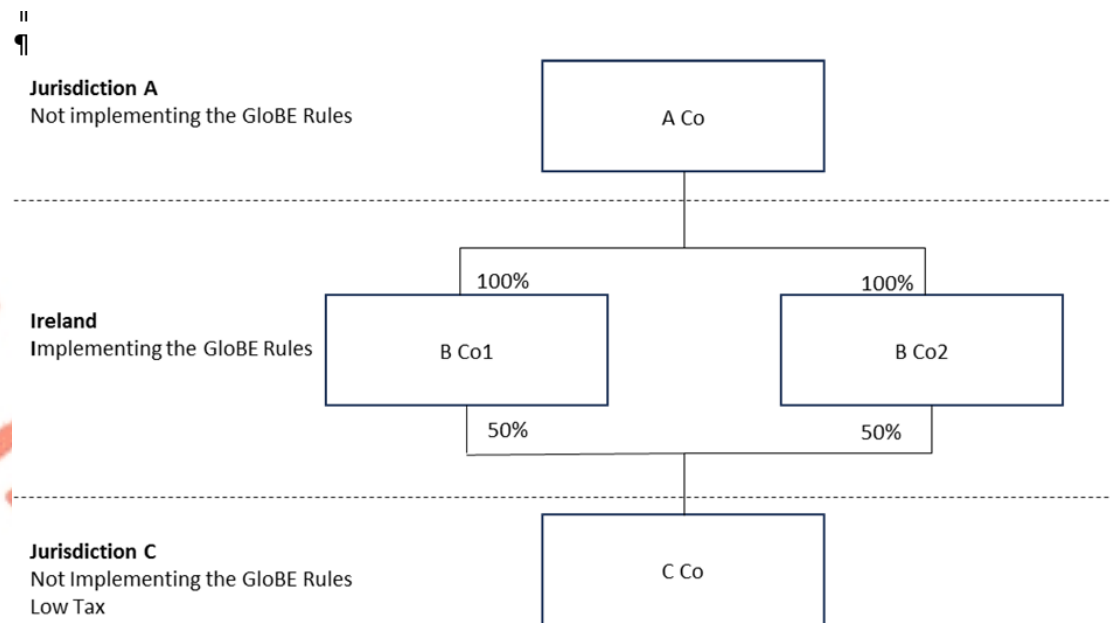 ¶
Jurisdiction A
Not implementing the GloBE Rules
A Co
100%
100%
Ireland
Implementing the GloBE Rules
B Co1
B Co2
50%
50%
Jurisdiction C
Not Implementing the GloBE Rules
Low Tax
C Co